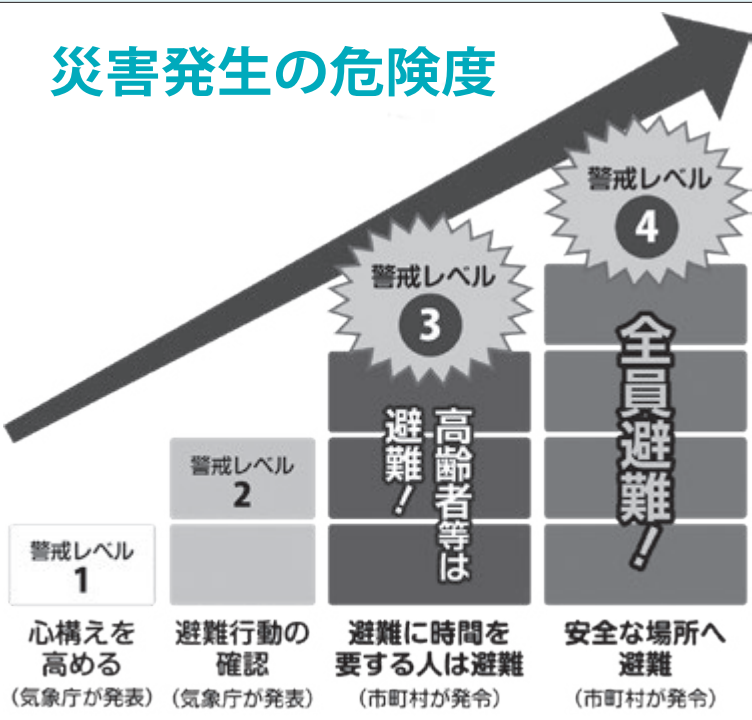 災害発生の危険度
警戒レベル
4
全員避難!
安全な場所へ
避難
(市町村が発令)
警戒レベル
3
高齢者等は
避難!
避難に時間を
要する人は避難
(市町村が発令)
警戒レベル
2
避難行動の
確認
(気象庁が発表)
警戒レベル
1
心構えを
高める
(気象庁が発表)